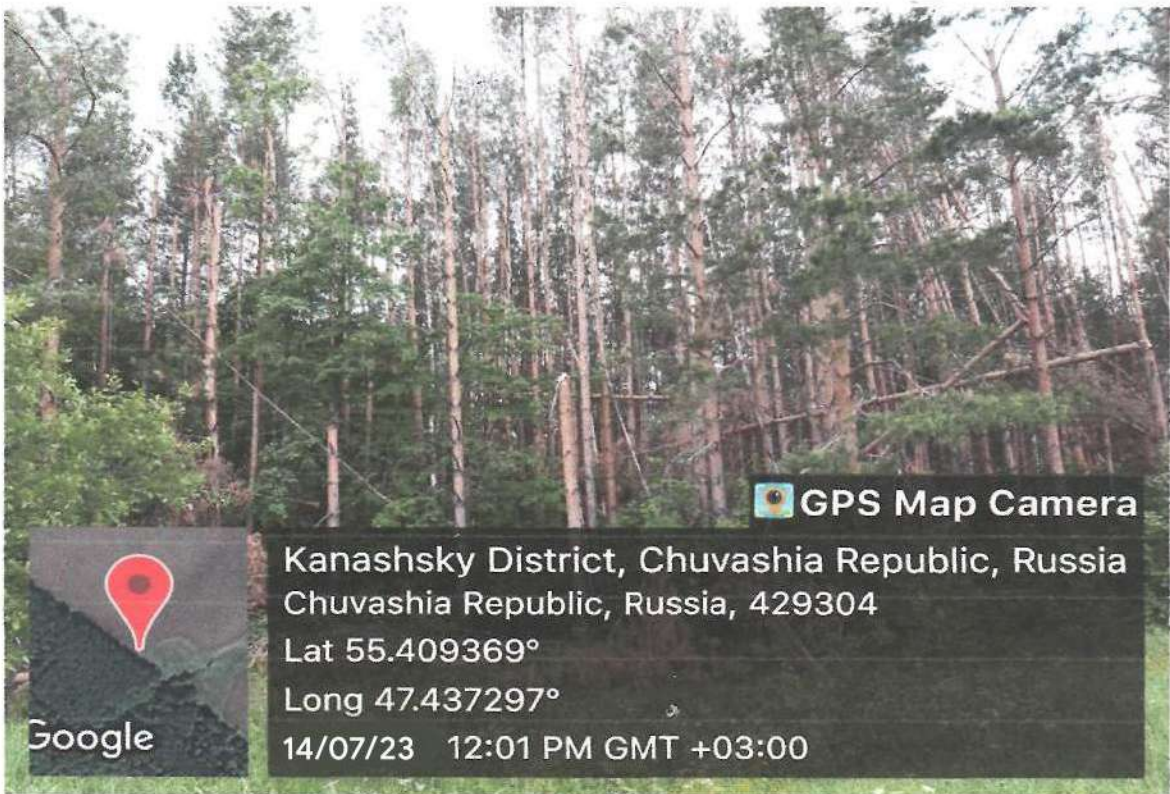 GPS Map Camera
Kanashsky District, Chuvashia Republic, Russia
Chuvashia Republic, Russia, 429304
Lat 55.409369°
Long 47.437297°
14/07/23 12:01 PM GMT +03:00
Google